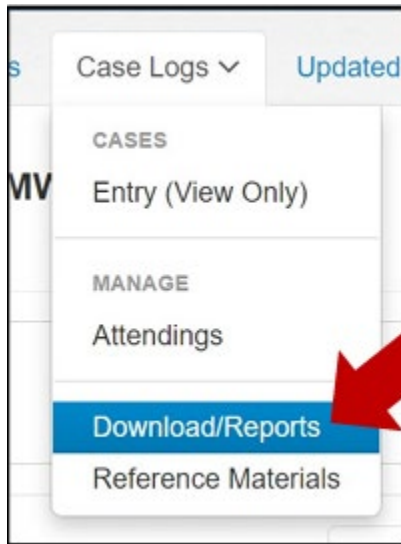 s Case Logs Updated
CASES
MV
Entry (View Only)
MANAGE
Attendings
Download/Reports
Reference Materials